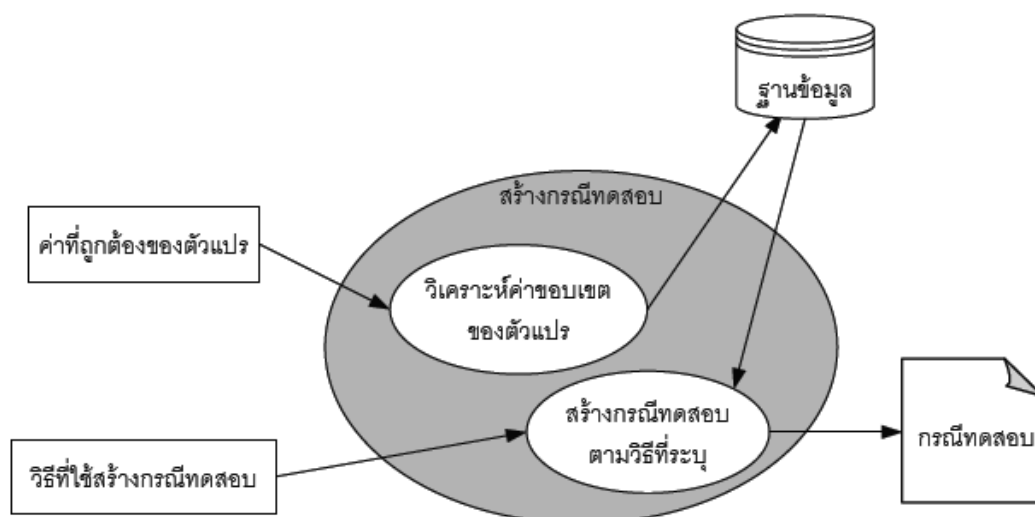 ฐานข้อมูล
สร้างกรณีทดสอบ
ค่าที่ถูกต้องของตัวแปร
วิเคราะห์ค่าขอบเขต
ของตัวแปร
สร้างกรณีทดสอบ
ตามวิธีที่ระบุ
กรณีทดสอบ
วิธีที่ใช้สร้างกรณีทดสอบ